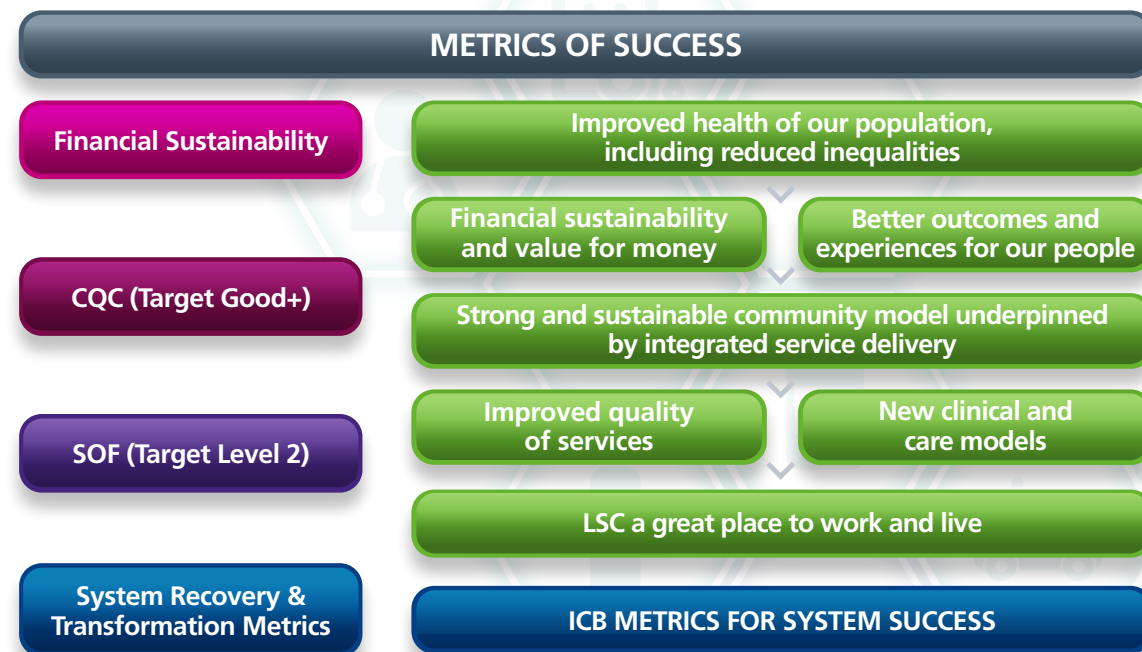 METRICS OF SUCCESS
Financial Sustainability
Improved health of our population,
including reduced inequalities
Financial sustainability
and value for money
Better outcomes and
experiences for our people
CQC (Target Good+)
Strong and sustainable community model underpinned
by integrated service delivery
SOF (Target Level 2)
Improved quality
of services
New clinical and
care models
LSC a great place to work and live
System Recovery &
Transformation Metrics
ICB METRICS FOR SYSTEM SUCCESS